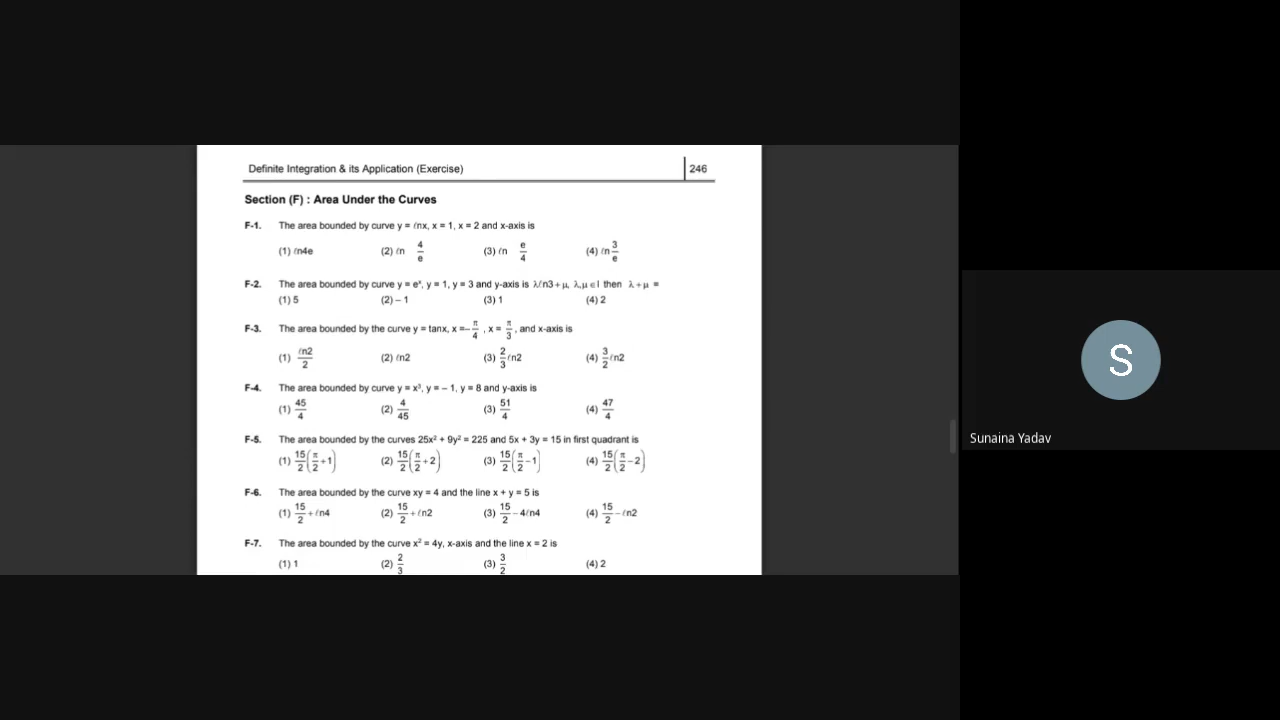 Definite Integration & its Application (Exercise) 246
Section (F) : Area Under the Curves
F-1. The area bounded by curve y = ℓnx, x = 1, x = 2 and x-axis is
(1) ℓn4e (2) ℓn 4/e (3) ℓn e/4 (4) ℓn 3/e
F-2. The area bounded by curve y = eˣ, y = 1, y = 3 and y-axis is λℓn3 + μ, λ,μ ∈ I then λ + μ =
(1) 5 (2) – 1 (3) 1 (4) 2
F-3. The area bounded by the curve y = tanx, x =– π/4 , x = π/3 , and x-axis is
(1) ℓn2/2 (2) ℓn2 (3) 2/3 ℓn2 (4) 3/2 ℓn2
F-4. The area bounded by curve y = x³, y = – 1, y = 8 and y-axis is
(1) 45/4 (2) 4/45 (3) 51/4 (4) 47/4
F-5. The area bounded by the curves 25x² + 9y² = 225 and 5x + 3y = 15 in first quadrant is
(1) 15/2 (π/2 + 1) (2) 15/2 (π/2 + 2) (3) 15/2 (π/2 – 1) (4) 15/2 (π/2 – 2)
F-6. The area bounded by the curve xy = 4 and the line x + y = 5 is
(1) 15/2 + ℓn4 (2) 15/2 + ℓn2 (3) 15/2 – 4ℓn4 (4) 15/2 – ℓn2
F-7. The area bounded by the curve x² = 4y, x-axis and the line x = 2 is
(1) 1 (2) 2/3 (3) 3/2 (4) 2
S
Sunaina Yadav